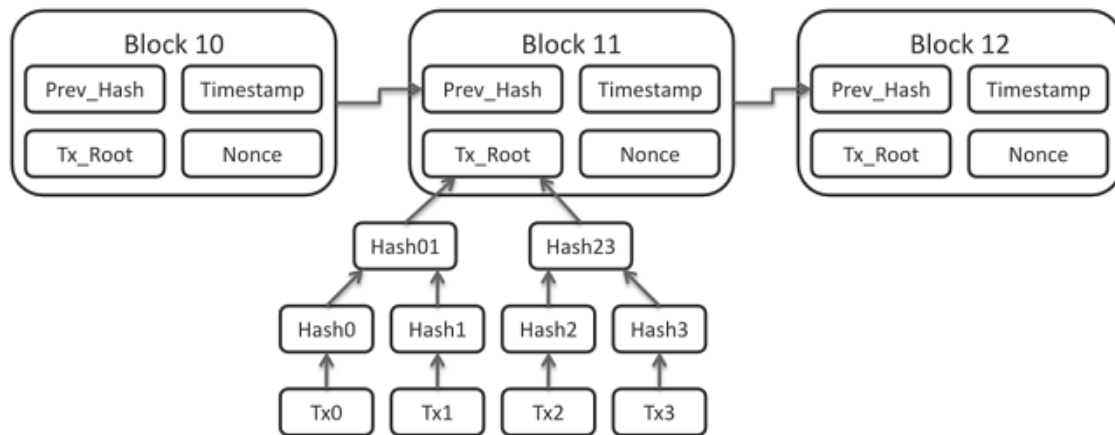 Block 10
Block 11
Block 12
Prev_Hash Timestamp
Prev_Hash Timestamp
Prev_Hash Timestamp
Tx_Root Nonce
Tx_Root Nonce
Tx_Root Nonce
Hash01 Hash23
Hash0 Hash1 Hash2 Hash3
Tx0 Tx1 Tx2 Tx3